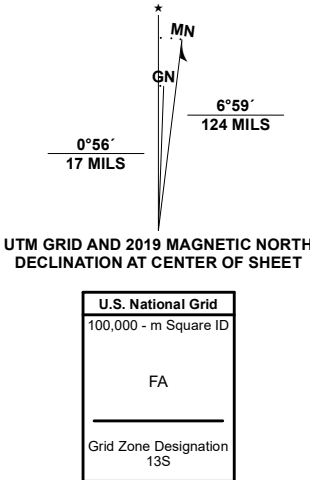 ★
MN
GN
6°59´
124 MILS
0°56´
17 MILS
UTM GRID AND 2019 MAGNETIC NORTH
DECLINATION AT CENTER OF SHEET
U.S. National Grid
100,000 - m Square ID
FA
Grid Zone Designation
13S